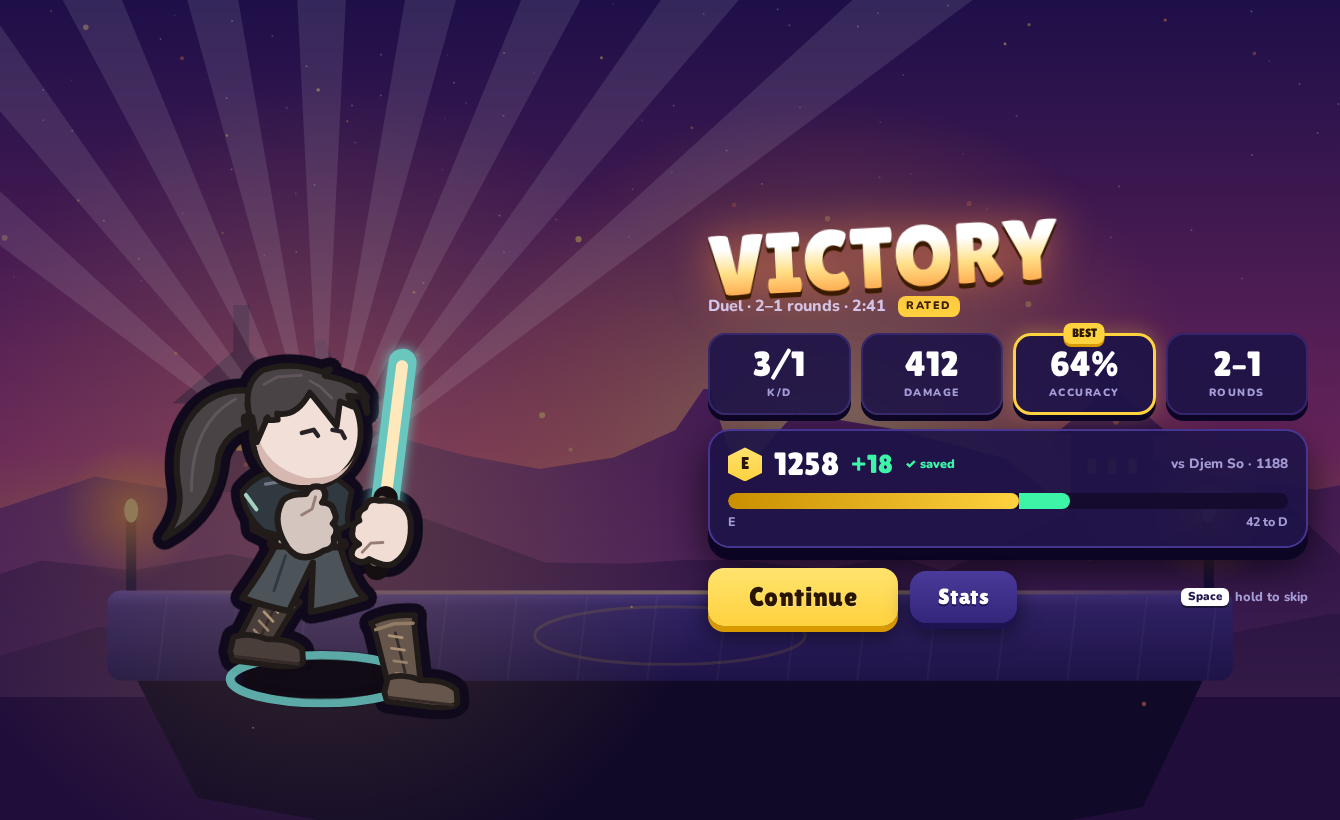 VICTORY
Duel · 2–1 rounds · 2:41 RATED
BEST
3/1 412 64% 2–1
K/D DAMAGE ACCURACY ROUNDS
E 1258 +18 ✓ saved vs Djem So · 1188
E 42 to D
Continue Stats Space hold to skip